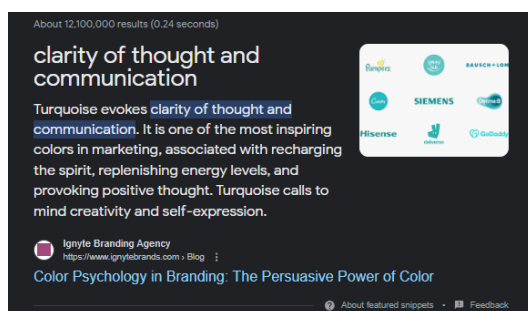 About 12,100,000 results (0.24 seconds)
clarity of thought and
communication
Turquoise evokes clarity of thought and
communication. It is one of the most inspiring
colors in marketing, associated with recharging
the spirit, replenishing energy levels, and
provoking positive thought. Turquoise calls to
mind creativity and self-expression.
Pampers
BAUSCH + LOMB
Canva
SIEMENS
Hisense
deliveroo
GoDaddy
Ignyte Branding Agency
https://www.ignytebrands.com › Blog
Color Psychology in Branding: The Persuasive Power of Color
About featured snippets • Feedback